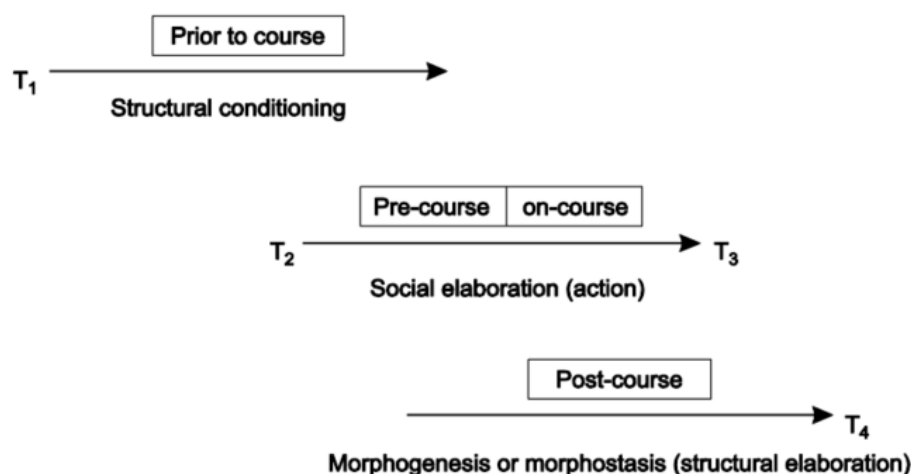 Prior to course
T₁
Structural conditioning
Pre-course on-course
T₂ T₃
Social elaboration (action)
Post-course
T₄
Morphogenesis or morphostasis (structural elaboration)